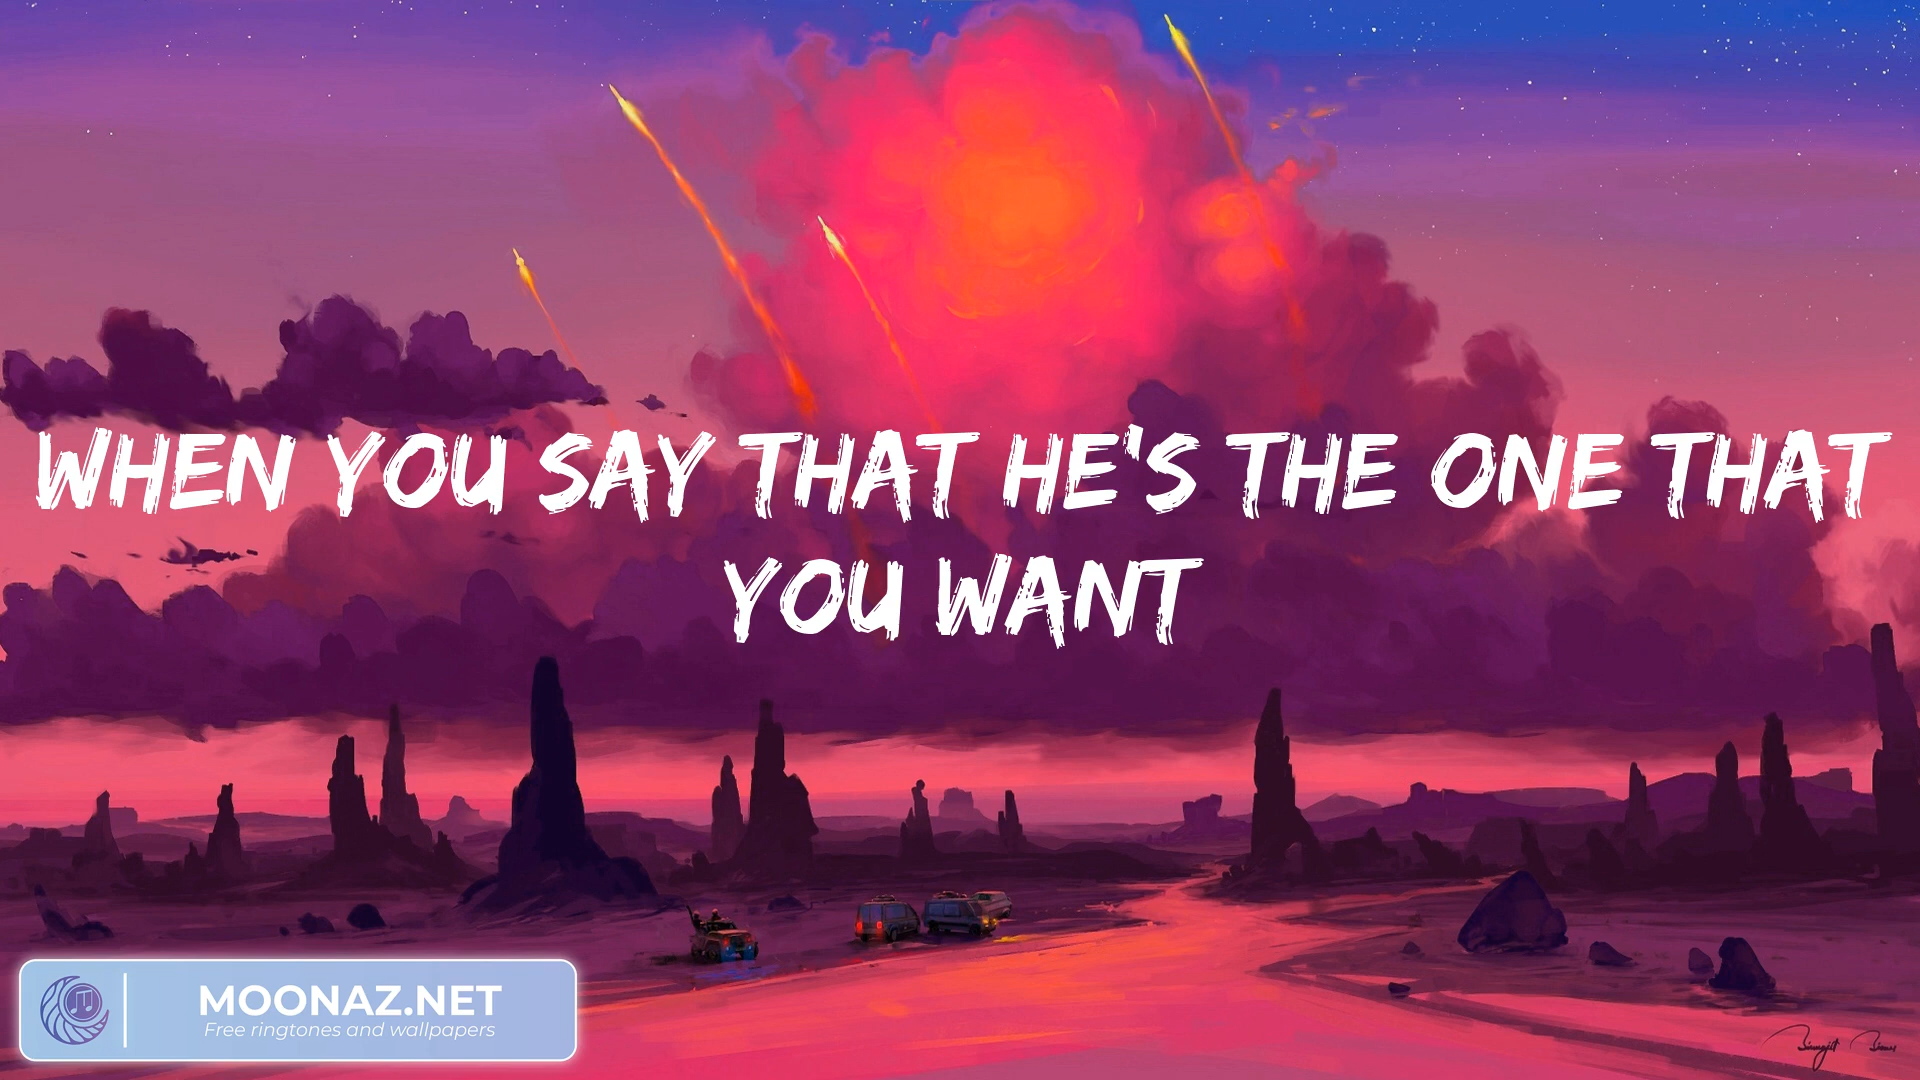 WHEN YOU SAY THAT HE'S THE ONE THAT
YOU WANT
MOONAZ.NET
Free ringtones and wallpapers